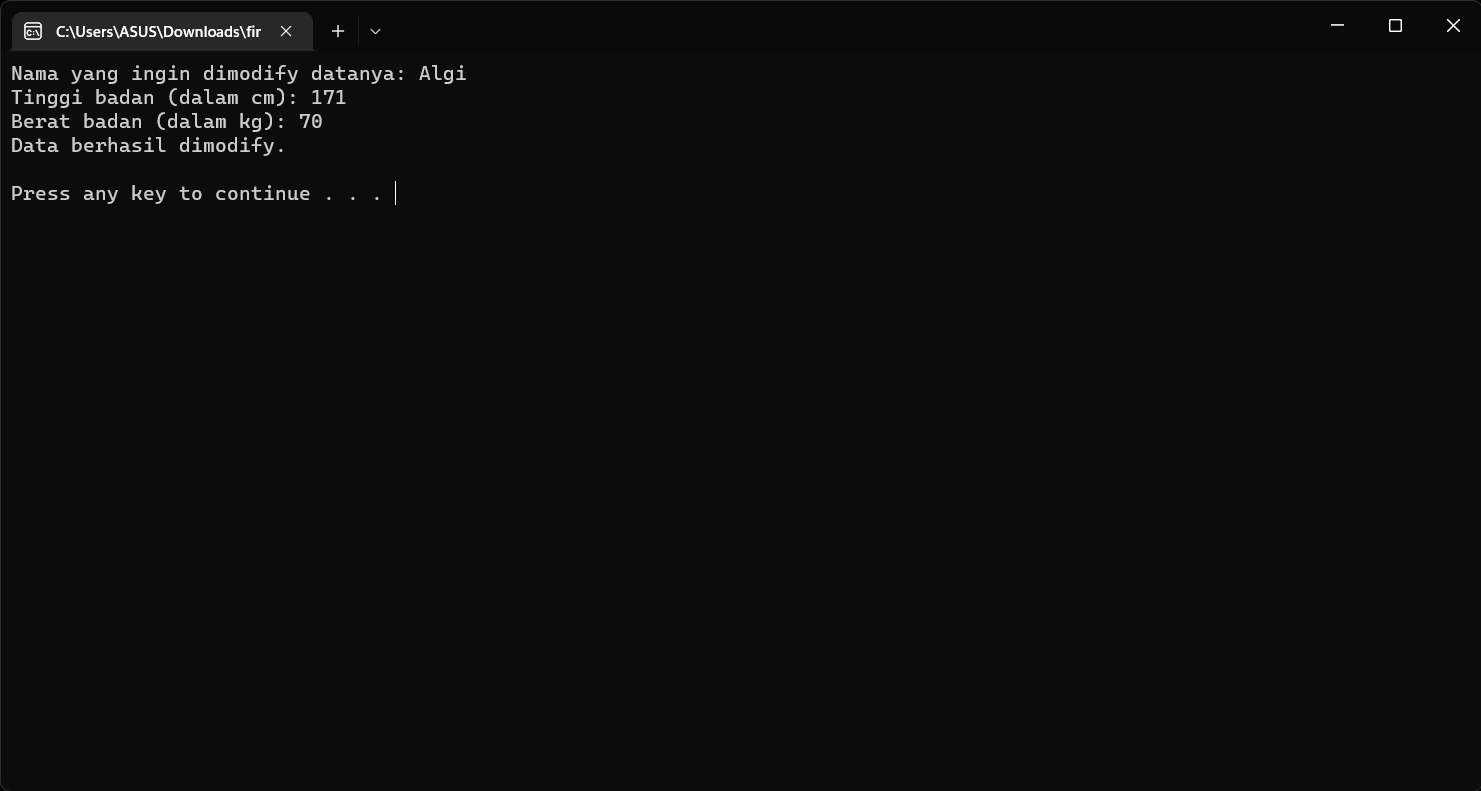 C:\Users\ASUS\Downloads\fir
Nama yang ingin dimodify datanya: Algi
Tinggi badan (dalam cm): 171
Berat badan (dalam kg): 70
Data berhasil dimodify.
Press any key to continue . . .